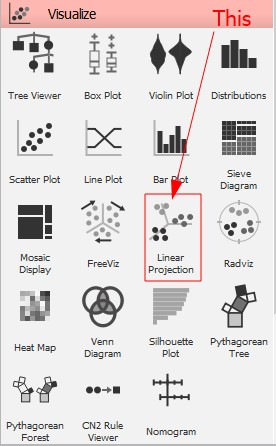 Visualize
This
Tree Viewer
Box Plot
Violin Plot
Distributions
Scatter Plot
Line Plot
Bar Plot
Sieve
Diagram
Mosaic
Display
FreeViz
Linear
Projection
Radviz
Heat Map
Venn
Diagram
Silhouette
Plot
Pythagorean
Tree
Pythagorean
Forest
CN2 Rule
Viewer
Nomogram